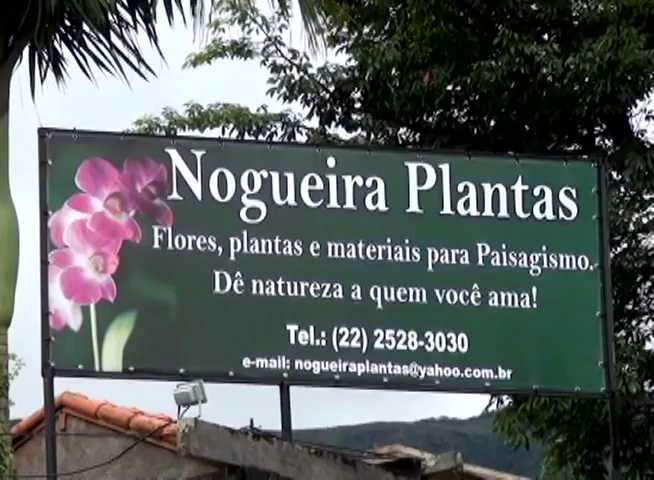 Nogueira Plantas
Flores, plantas e materiais para Paisagismo.
Dê natureza a quem você ama!
Tel.: (22) 2528-3030
e-mail: nogueiraplantas@yahoo.com.br